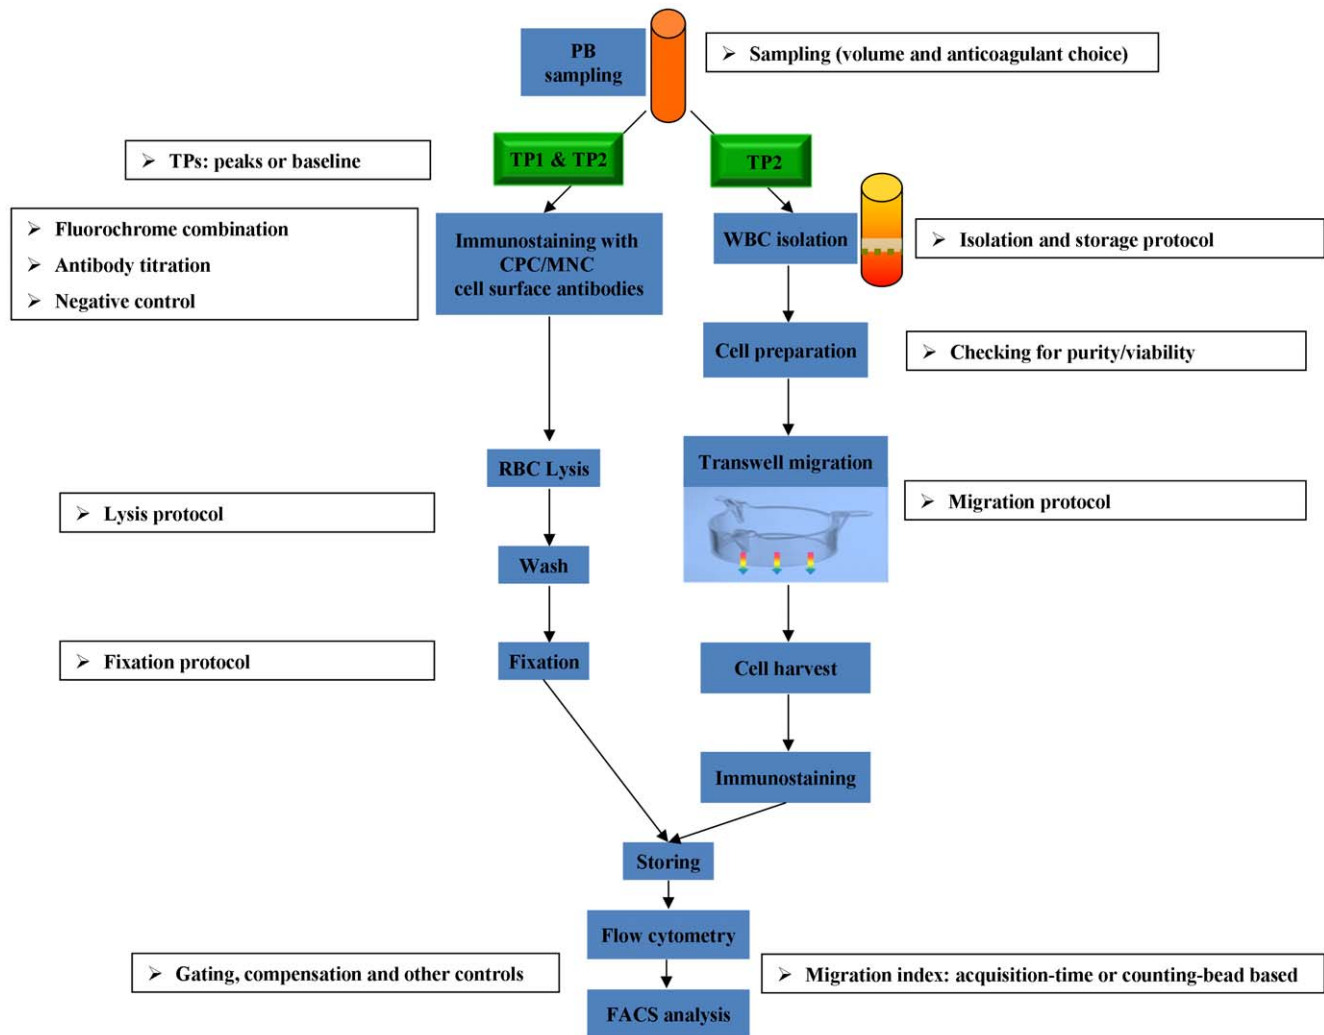 PB
sampling
➢ Sampling (volume and anticoagulant choice)
➢ TPs: peaks or baseline
TP1 & TP2
TP2
➢ Fluorochrome combination
➢ Antibody titration
➢ Negative control
Immunostaining with
CPC/MNC
cell surface antibodies
WBC isolation
➢ Isolation and storage protocol
Cell preparation
➢ Checking for purity/viability
RBC Lysis
Transwell migration
➢ Lysis protocol
➢ Migration protocol
Wash
➢ Fixation protocol
Fixation
Cell harvest
Immunostaining
Storing
Flow cytometry
➢ Gating, compensation and other controls
➢ Migration index: acquisition-time or counting-bead based
FACS analysis